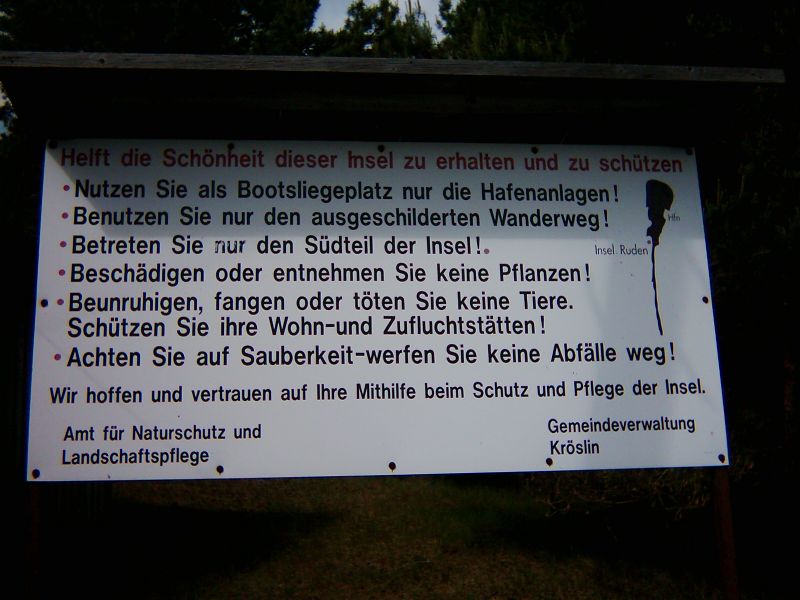 Helft die Schönheit dieser Insel zu erhalten und zu schützen
• Nutzen Sie als Bootsliegeplatz nur die Hafenanlagen!
• Benutzen Sie nur den ausgeschilderten Wanderweg!
• Betreten Sie nur den Südteil der Insel!
• Beschädigen oder entnehmen Sie keine Pflanzen!
• Beunruhigen, fangen oder töten Sie keine Tiere.
Schützen Sie ihre Wohn-und Zufluchtstätten!
• Achten Sie auf Sauberkeit-werfen Sie keine Abfälle weg!
Hfn
Insel Ruden
Wir hoffen und vertrauen auf Ihre Mithilfe beim Schutz und Pflege der Insel.
Amt für Naturschutz und
Landschaftspflege
Gemeindeverwaltung
Kröslin